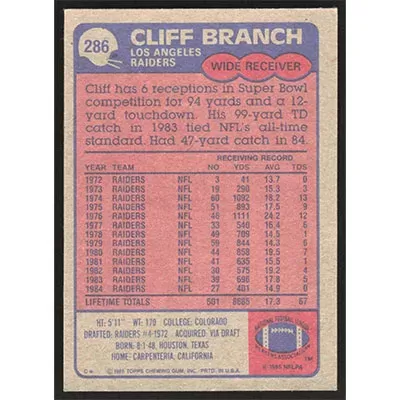 286
CLIFF BRANCH
LOS ANGELES
RAIDERS
WIDE RECEIVER
Cliff has 6 receptions in Super Bowl
competition for 94 yards and a 12-
yard touchdown. His 99-yard TD
catch in 1983 tied NFL's all-time
standard. Had 47-yard catch in 84.
RECEIVING RECORD
YEAR TEAM NO YDS AVG TDS
1972 RAIDERS NFL 3 41 13.7 0
1973 RAIDERS NFL 19 290 15.3 3
1974 RAIDERS NFL 60 1092 18.2 13
1975 RAIDERS NFL 51 893 17.5 9
1976 RAIDERS NFL 46 1111 24.2 12
1977 RAIDERS NFL 33 540 16.4 6
1978 RAIDERS NFL 49 709 14.5 1
1979 RAIDERS NFL 59 844 14.3 6
1980 RAIDERS NFL 44 858 19.5 7
1981 RAIDERS NFL 41 635 15.5 1
1982 RAIDERS NFL 30 575 19.2 4
1983 RAIDERS NFL 39 696 17.8 5
1984 RAIDERS NFL 27 401 14.9 0
LIFETIME TOTALS 501 8685 17.3 67
HT: 5'11" WT: 170 COLLEGE: COLORADO
DRAFTED: RAIDERS #4-1972 ACQUIRED: VIA DRAFT
BORN: 8-1-48, HOUSTON, TEXAS
HOME: CARPENTERIA, CALIFORNIA
© 1985 TOPPS CHEWING GUM, INC. PRTD. IN U.S.A.
© 1985 NFLPA